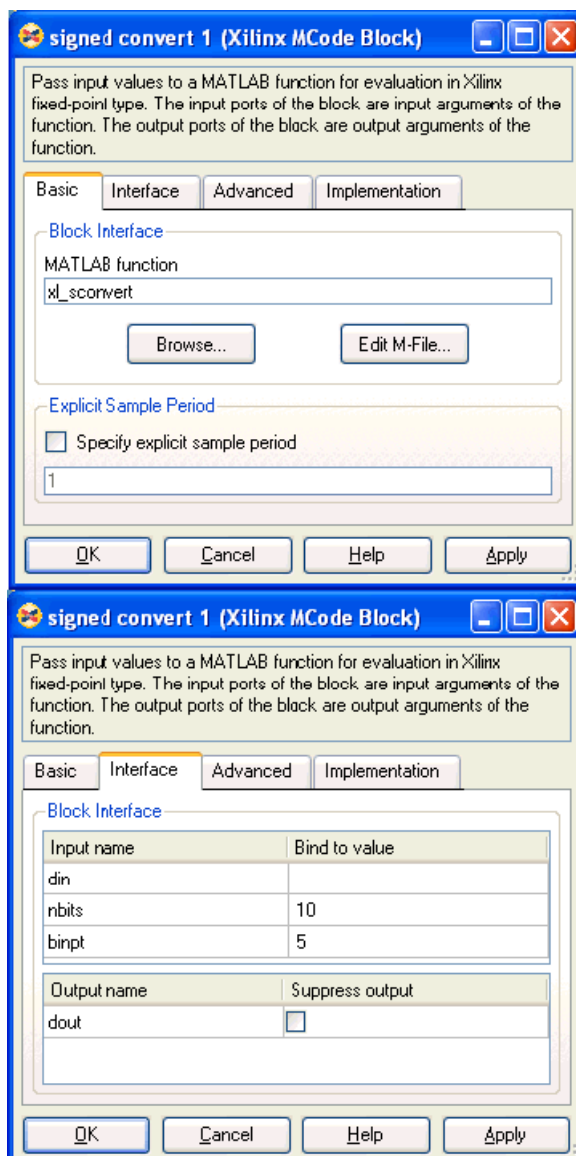 signed convert 1 (Xilinx MCode Block)
Pass input values to a MATLAB function for evaluation in Xilinx
fixed-point type. The input ports of the block are input arguments of the
function. The output ports of the block are output arguments of the
function.
Basic Interface Advanced Implementation
Block Interface
MATLAB function
xl_sconvert
Browse... Edit M-File...
Explicit Sample Period
Specify explicit sample period
1
OK Cancel Help Apply
signed convert 1 (Xilinx MCode Block)
Pass input values to a MATLAB function for evaluation in Xilinx
fixed-point type. The input ports of the block are input arguments of the
function. The output ports of the block are output arguments of the
function.
Basic Interface Advanced Implementation
Block Interface
Input name Bind to value
din
nbits 10
binpt 5
Output name Suppress output
dout
OK Cancel Help Apply